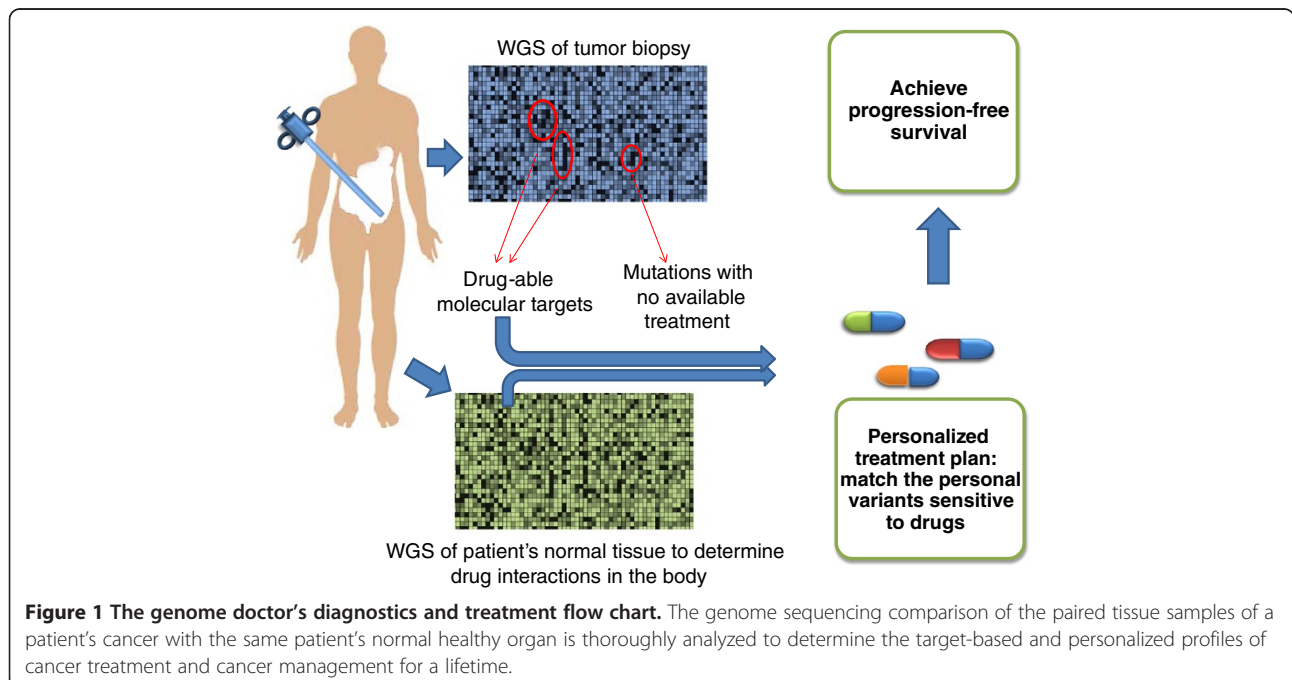 WGS of tumor biopsy
Achieve
progression-free
survival
Drug-able
molecular targets
Mutations with
no available
treatment
Personalized
treatment plan:
match the personal
variants sensitive
to drugs
WGS of patient's normal tissue to determine
drug interactions in the body
Figure 1 The genome doctor's diagnostics and treatment flow chart. The genome sequencing comparison of the paired tissue samples of a
patient's cancer with the same patient's normal healthy organ is thoroughly analyzed to determine the target-based and personalized profiles of
cancer treatment and cancer management for a lifetime.